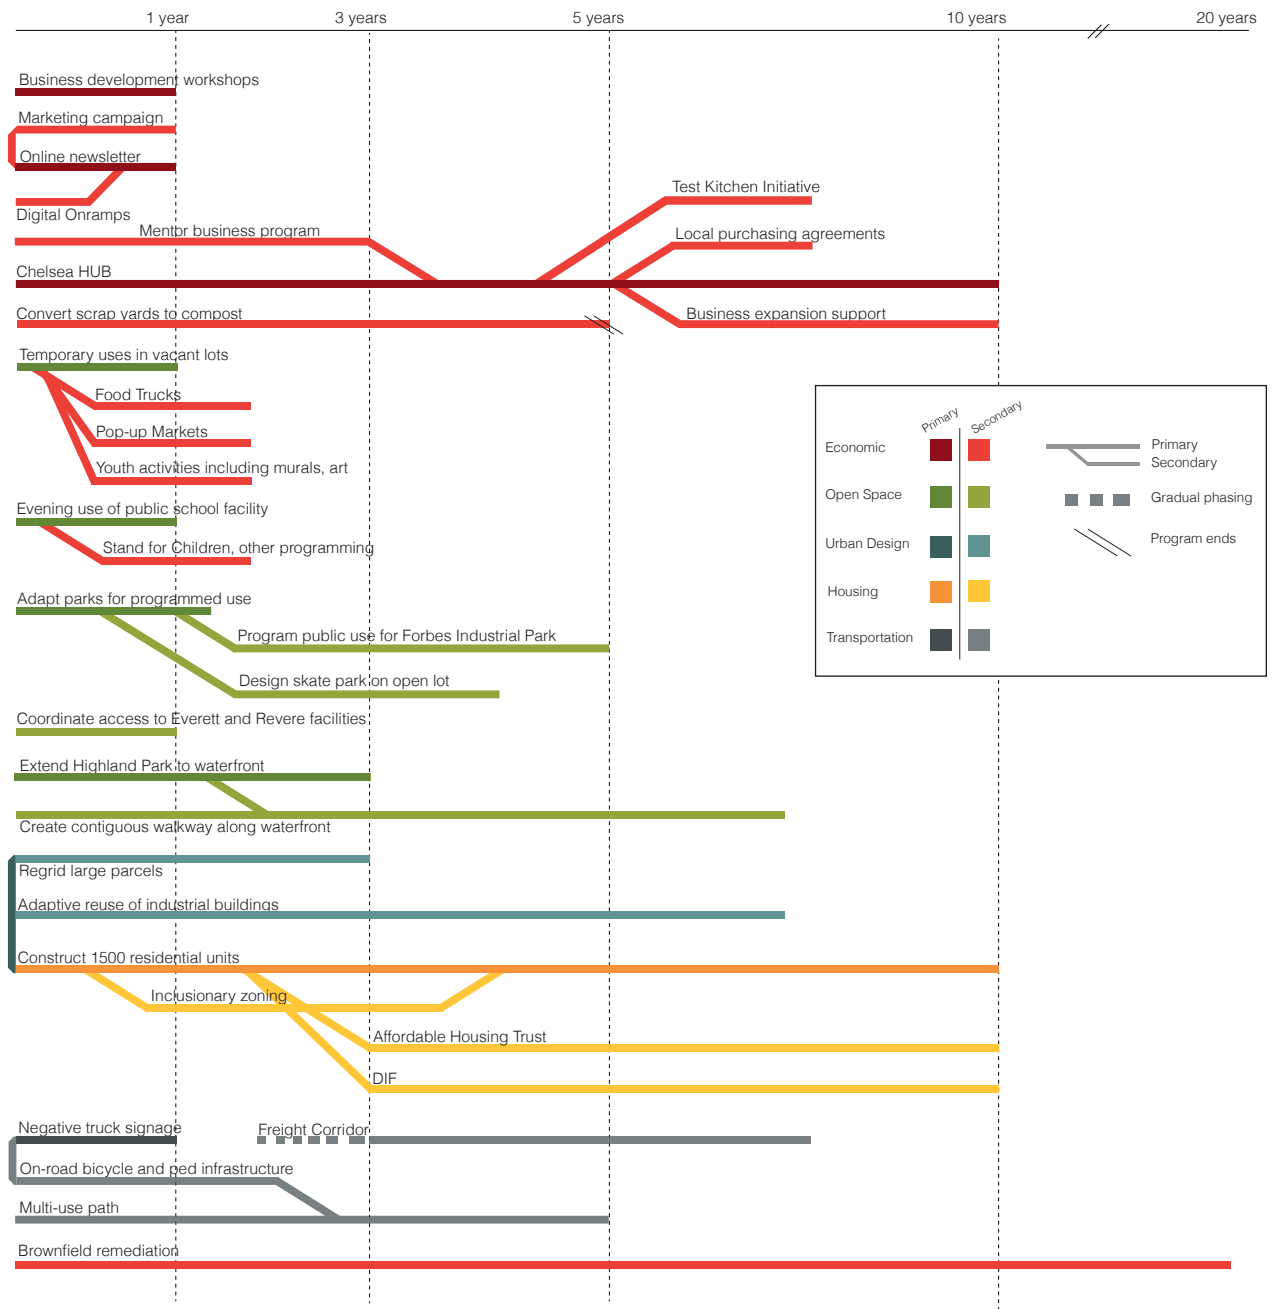 1 year
3 years
5 years
10 years
20 years
Business development workshops
Marketing campaign
Online newsletter
Digital Onramps
Mentor business program
Test Kitchen Initiative
Local purchasing agreements
Chelsea HUB
Convert scrap yards to compost
Business expansion support
Temporary uses in vacant lots
Food Trucks
Pop-up Markets
Youth activities including murals, art
Evening use of public school facility
Stand for Children, other programming
Adapt parks for programmed use
Program public use for Forbes Industrial Park
Design skate park on open lot
Coordinate access to Everett and Revere facilities
Extend Highland Park to waterfront
Create contiguous walkway along waterfront
Regrid large parcels
Adaptive reuse of industrial buildings
Construct 1500 residential units
Inclusionary zoning
Affordable Housing Trust
DIF
Negative truck signage
Freight Corridor
On-road bicycle and ped infrastructure
Multi-use path
Brownfield remediation
Primary
Secondary
Economic
Open Space
Urban Design
Housing
Transportation
Primary
Secondary
Gradual phasing
Program ends